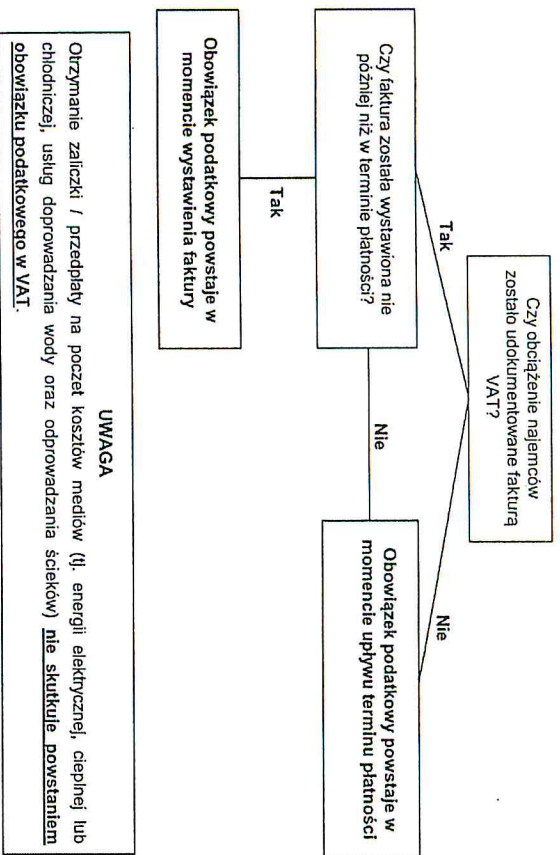 Czy obciążenie najemców
zostało udokumentowane fakturą
VAT?
Tak
Nie
Czy faktura została wystawiona nie
później niż w terminie płatności?
Nie
Obowiązek podatkowy powstaje w
momencie upływu terminu płatności
Tak
Obowiązek podatkowy powstaje w
momencie wystawienia faktury
UWAGA
Otrzymanie zaliczki / przedpłaty na poczet kosztów mediów (tj. energii elektrycznej, cieplnej lub
chłodniczej, usług doprowadzania wody oraz odprowadzania ścieków) nie skutkuje powstaniem
obowiązku podatkowego w VAT.